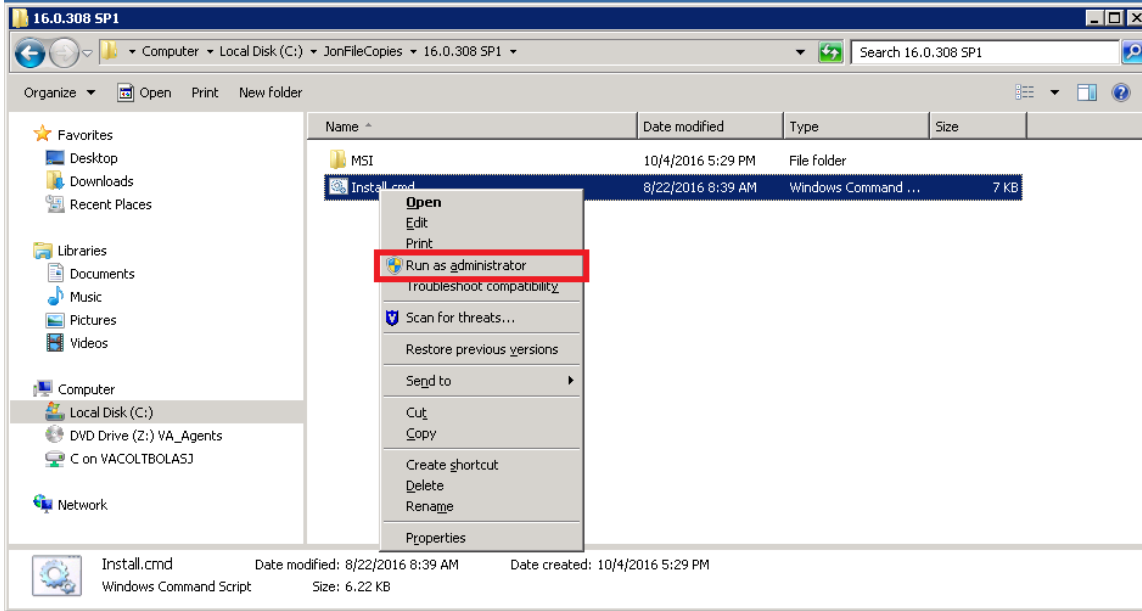 16.0.308 SP1
Computer Local Disk (C:) JonFileCopies 16.0.308 SP1
Search 16.0.308 SP1
Organize Open Print New folder
Name Date modified Type Size
Favorites
Desktop
Downloads
Recent Places
Libraries
Documents
Music
Pictures
Videos
Computer
Local Disk (C:)
DVD Drive (Z:) VA_Agents
C on VACOLTBOLASJ
Network
MSI 10/4/2016 5:29 PM File folder
Install.cmd 8/22/2016 8:39 AM Windows Command ... 7 KB
Open
Edit
Print
Run as administrator
Troubleshoot compatibility
Scan for threats...
Restore previous versions
Send to
Cut
Copy
Create shortcut
Delete
Rename
Properties
Install.cmd Date modified: 8/22/2016 8:39 AM Date created: 10/4/2016 5:29 PM
Windows Command Script Size: 6.22 KB